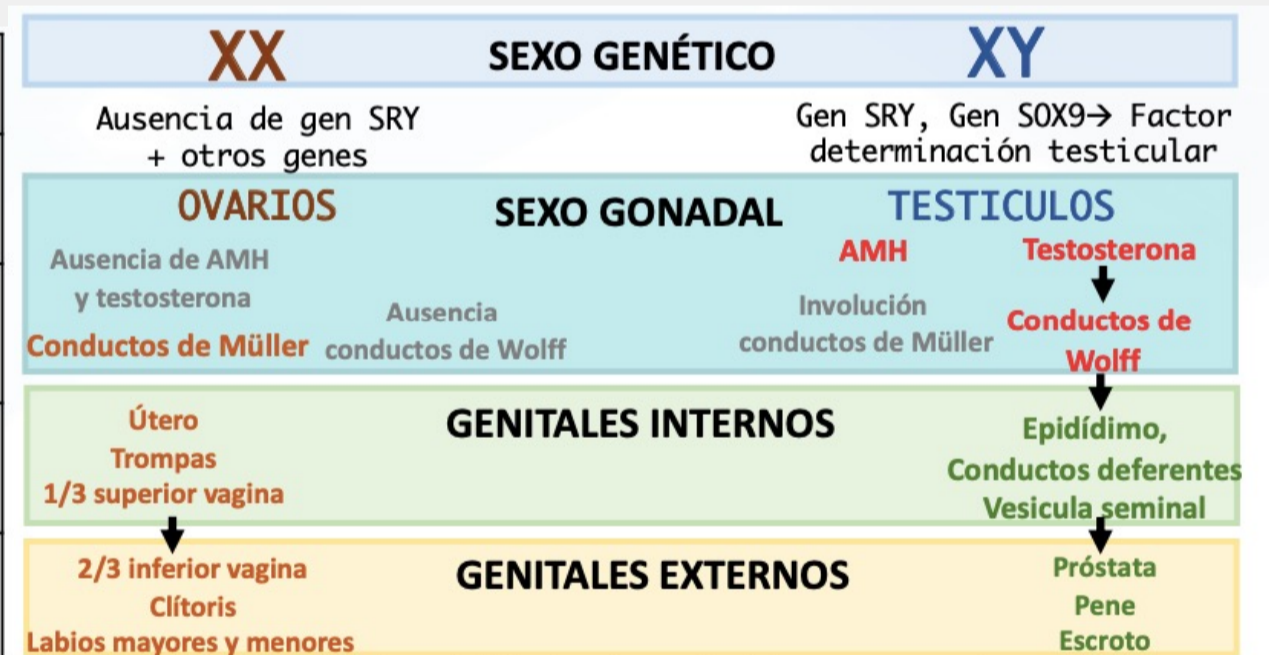 XX SEXO GENÉTICO XY
Ausencia de gen SRY
+ otros genes
Gen SRY, Gen SOX9→ Factor
determinación testicular
OVARIOS SEXO GONADAL TESTICULOS
Ausencia de AMH
y testosterona
Conductos de Müller
Ausencia
conductos de Wolff
AMH
Involución
conductos de Müller
Testosterona
Conductos de
Wolff
GENITALES INTERNOS
Útero
Trompas
1/3 superior vagina
Epidídimo,
Conductos deferentes
Vesicula seminal
GENITALES EXTERNOS
2/3 inferior vagina
Clítoris
Labios mayores y menores
Próstata
Pene
Escroto